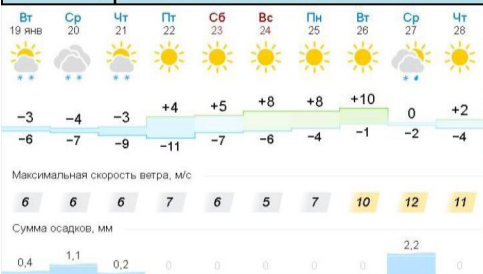 Вт Ср Чт Пт Сб Вс Пн Вт Ср Чт
19 янв 20 21 22 23 24 25 26 27 28
−3 −4 −3 +4 +5 +8 +8 +10 0 +2
−6 −7 −9 −11 −7 −6 −4 −1 −2 −4
Максимальная скорость ветра, м/с
6 6 6 7 6 5 7 10 12 11
Сумма осадков, мм
0,4 1,1 0,2 0 0 0 0 0 2,2 0